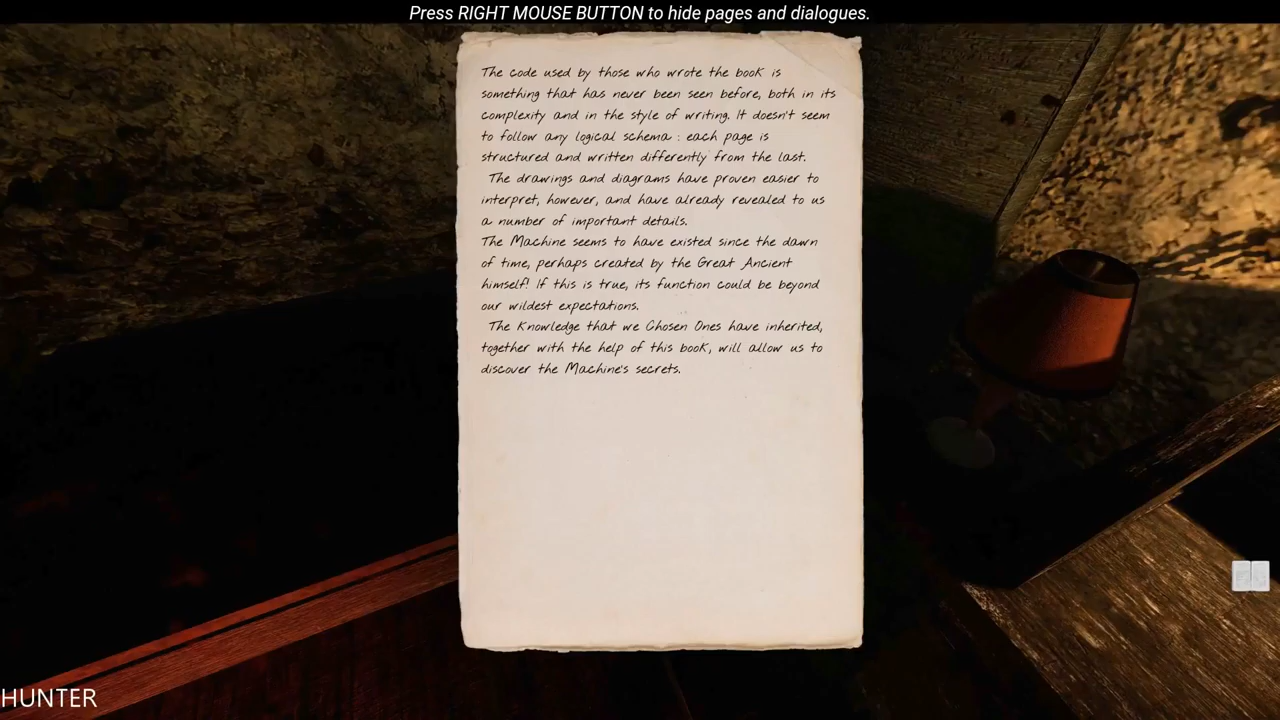 Press RIGHT MOUSE BUTTON to hide pages and dialogues.
The code used by those who wrote the book is
something that has never been seen before, both in its
complexity and in the style of writing. It doesn't seem
to follow any logical schema : each page is
structured and written differently from the last.
The drawings and diagrams have proven easier to
interpret, however, and have already revealed to us
a number of important details.
The Machine seems to have existed since the dawn
of time, perhaps created by the Great Ancient
himself! If this is true, its function could be beyond
our wildest expectations.
The Knowledge that we Chosen Ones have inherited,
together with the help of this book, will allow us to
discover the Machine's secrets.
HUNTER